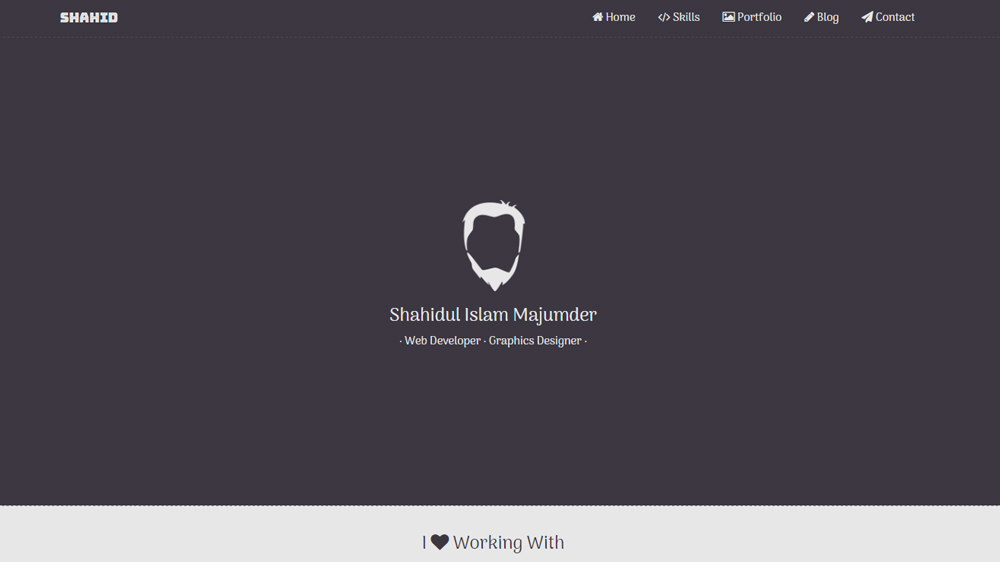 SHAHID
Home Skills Portfolio Blog Contact
Shahidul Islam Majumder
· Web Developer · Graphics Designer ·
I ♥ Working With